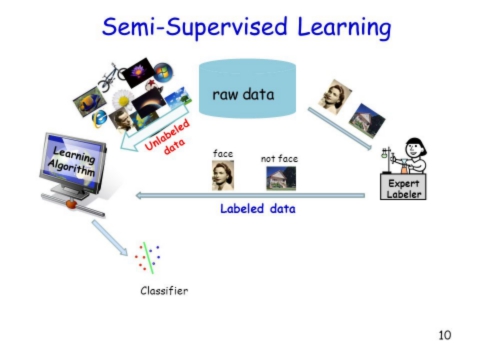 Semi-Supervised Learning
raw data
Unlabeled
data
face
not face
Learning
Algorithm
Expert
Labeler
Labeled data
Classifier
10